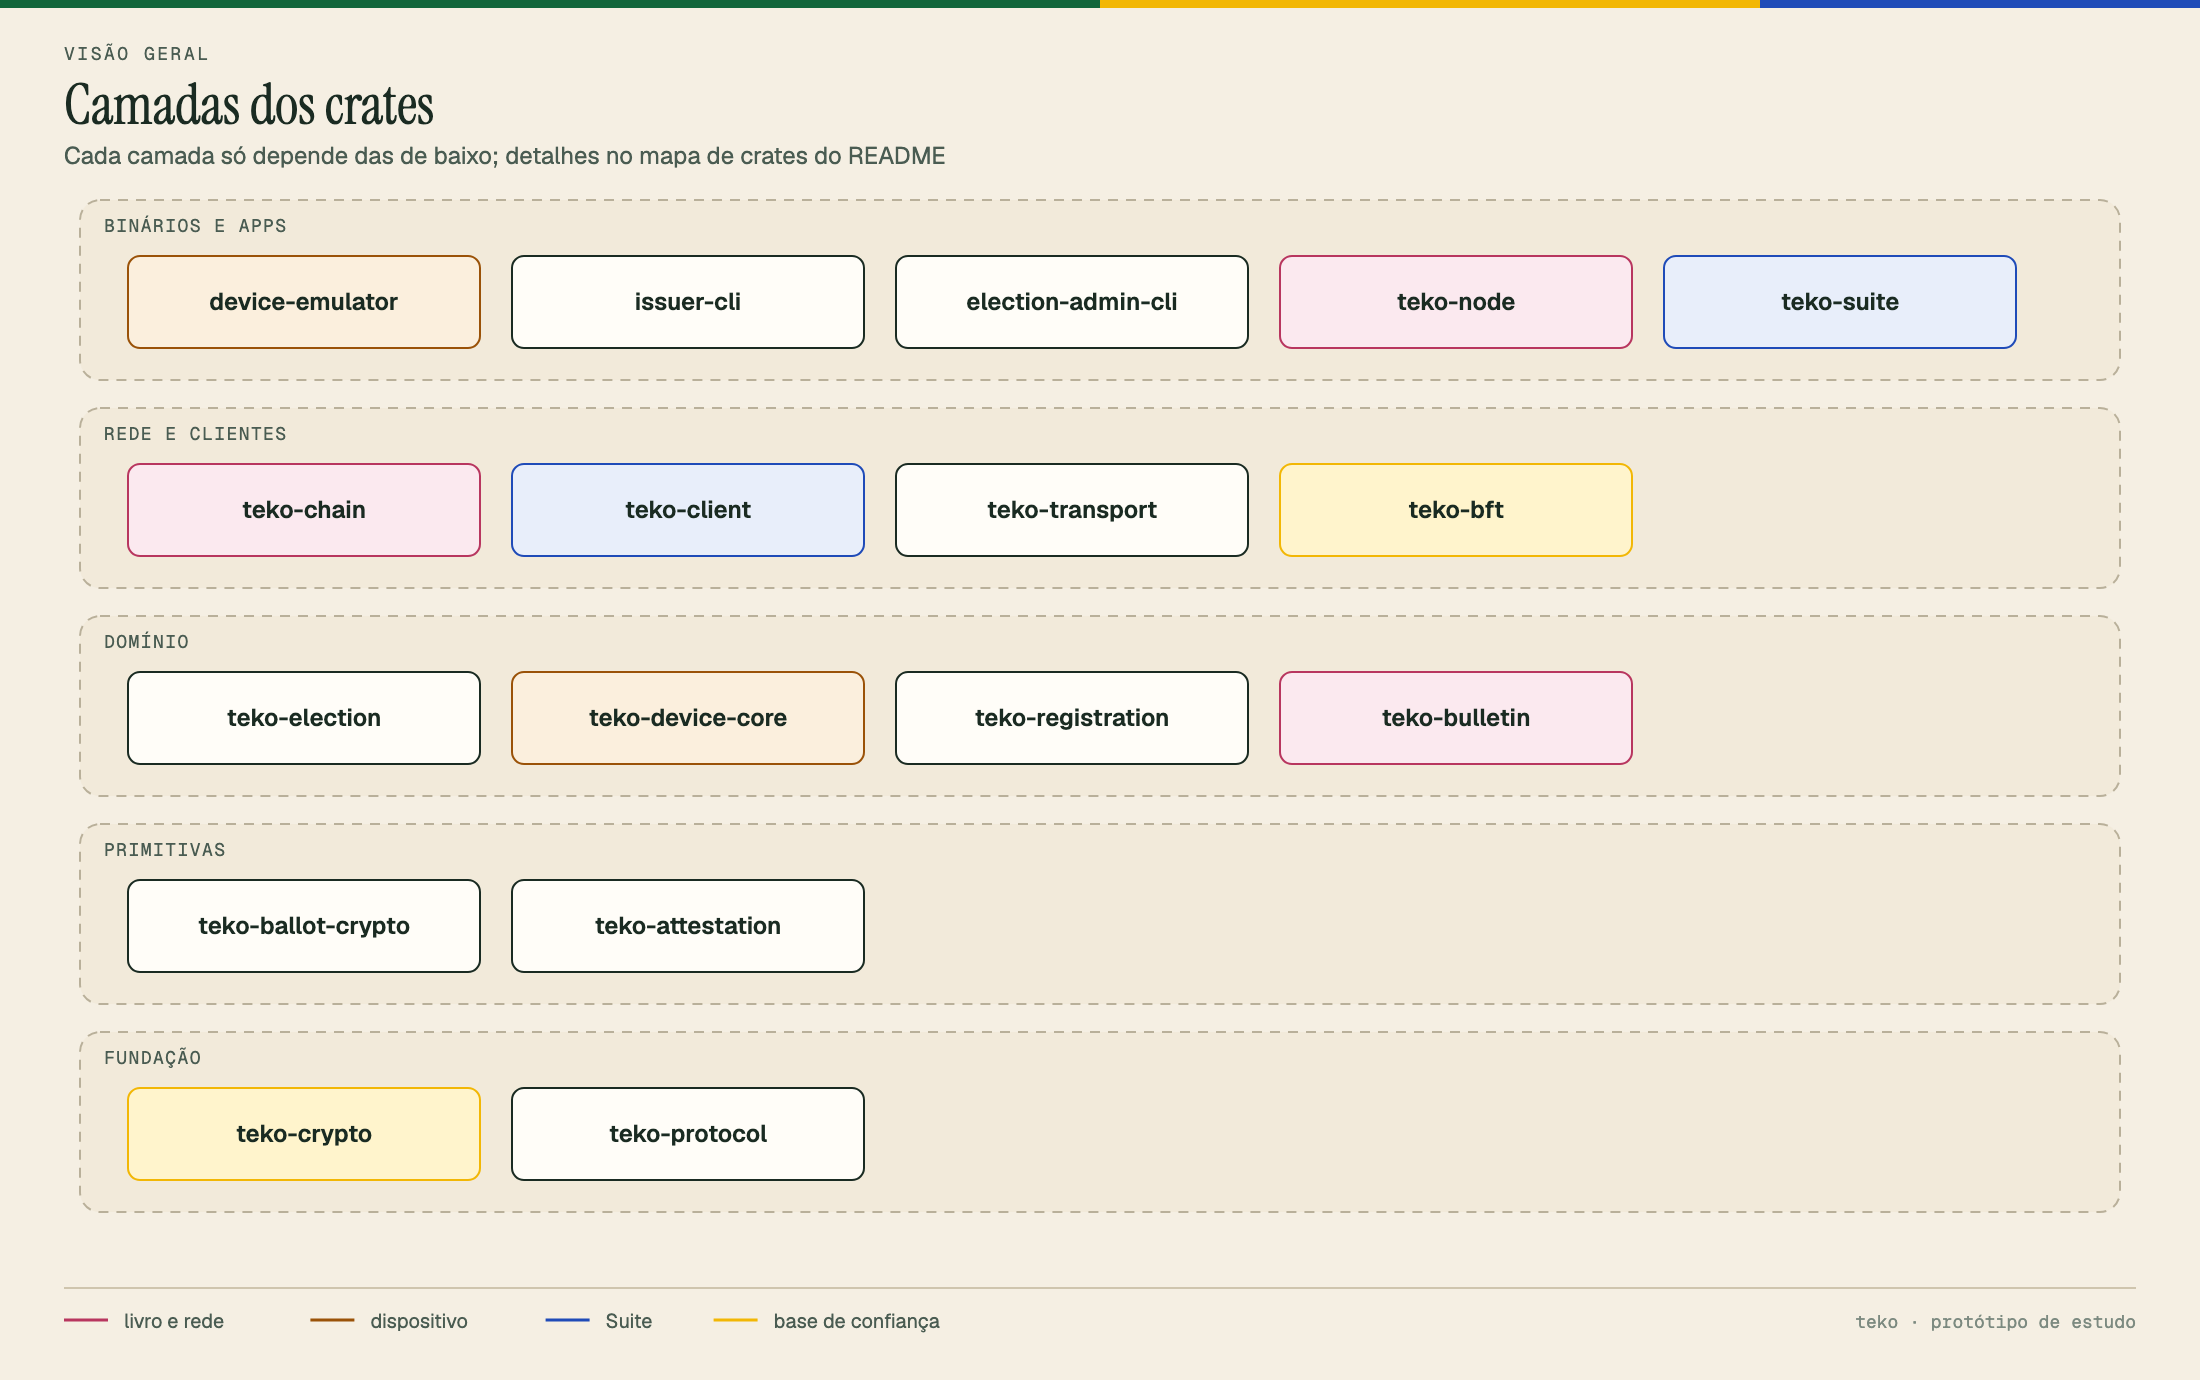 VISÃO GERAL
Camadas dos crates
Cada camada só depende das de baixo; detalhes no mapa de crates do README
BINÁRIOS E APPS
device-emulator
issuer-cli
election-admin-cli
teko-node
teko-suite
REDE E CLIENTES
teko-chain
teko-client
teko-transport
teko-bft
DOMÍNIO
teko-election
teko-device-core
teko-registration
teko-bulletin
PRIMITIVAS
teko-ballot-crypto
teko-attestation
FUNDAÇÃO
teko-crypto
teko-protocol
livro e rede
dispositivo
Suite
base de confiança
teko · protótipo de estudo